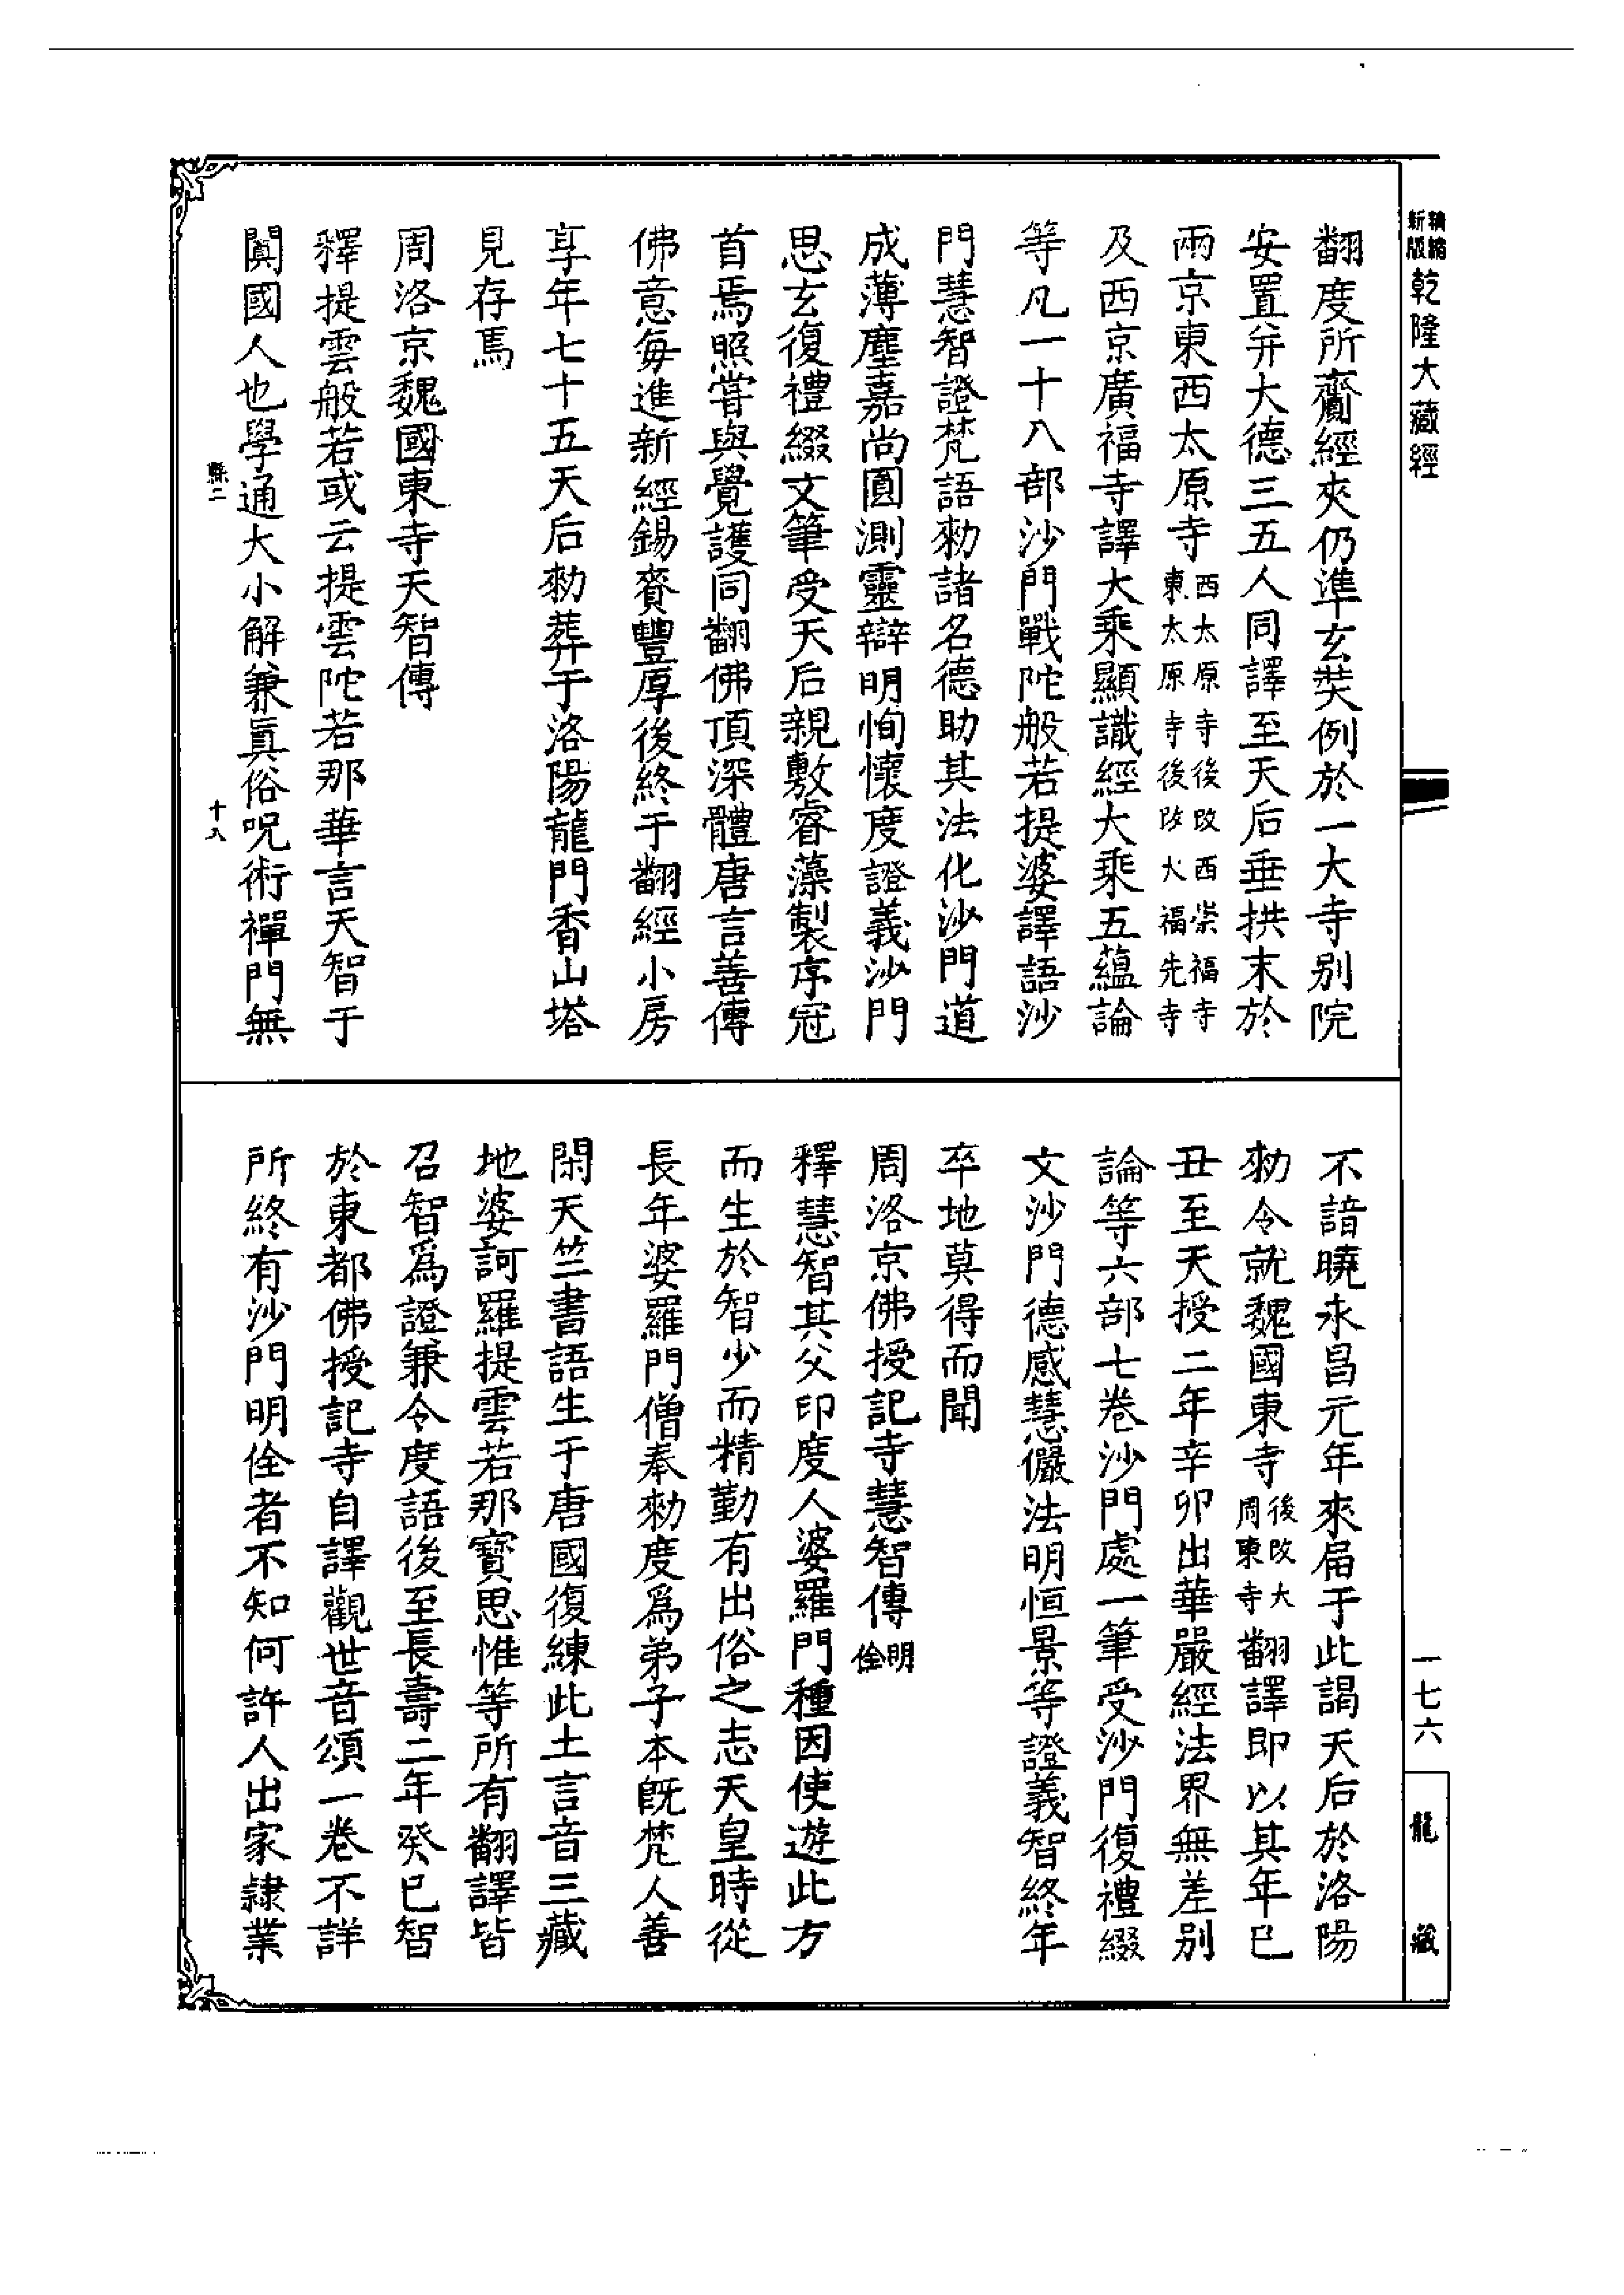 精縮
新版
乾隆大藏經
翻度所齎經夾仍準玄奘例於一大寺别院
安置并大德三五人同譯至天后垂拱末於
兩京東西太原寺西太原寺後改西崇福寺東太原寺後改大福先寺
及西京廣福寺譯大乘顯識經大乘五蘊論
等凡一十八部沙門戰陀般若提婆譯語沙
門慧智證梵語勑諸名德助其法化沙門道
成薄塵嘉尚圓測靈辯明恂懷度證義沙門
思玄復禮綴文筆受天后親敷睿藻製序冠
首焉照嘗與覺護同翻佛頂深體唐言善傳
佛意每進新經錫賚豐厚後終于翻經小房
享年七十五天后勑葬于洛陽龍門香山塔
見存焉
周洛京魏國東寺天智傳
釋提雲般若或云提雲陀若那華言天智于
闐國人也學通大小解兼眞俗呪術禪門無
縣二
十八
不諳曉永昌元年來屆于此謁天后於洛陽
勑令就魏國東寺後改大周東寺翻譯即以其年巳
丑至天授二年辛卯出華嚴經法界無差别
論等六部七卷沙門處一筆受沙門復禮綴
文沙門德感慧儼法明恒景等證義智終年
卒地莫得而聞
周洛京佛授記寺慧智傳明佺
釋慧智其父印度人婆羅門種因使遊此方
而生於智少而精勤有出俗之志天皇時從
長年婆羅門僧奉勑度爲弟子本旣梵人善
閑天竺書語生于唐國復練此土言音三藏
地婆訶羅提雲若那寶思惟等所有翻譯皆
召智爲證兼令度語後至長壽二年癸巳智
於東都佛授記寺自譯觀世音頌一卷不詳
所終有沙門明佺者不知何許人出家隷業
一七六
龍藏